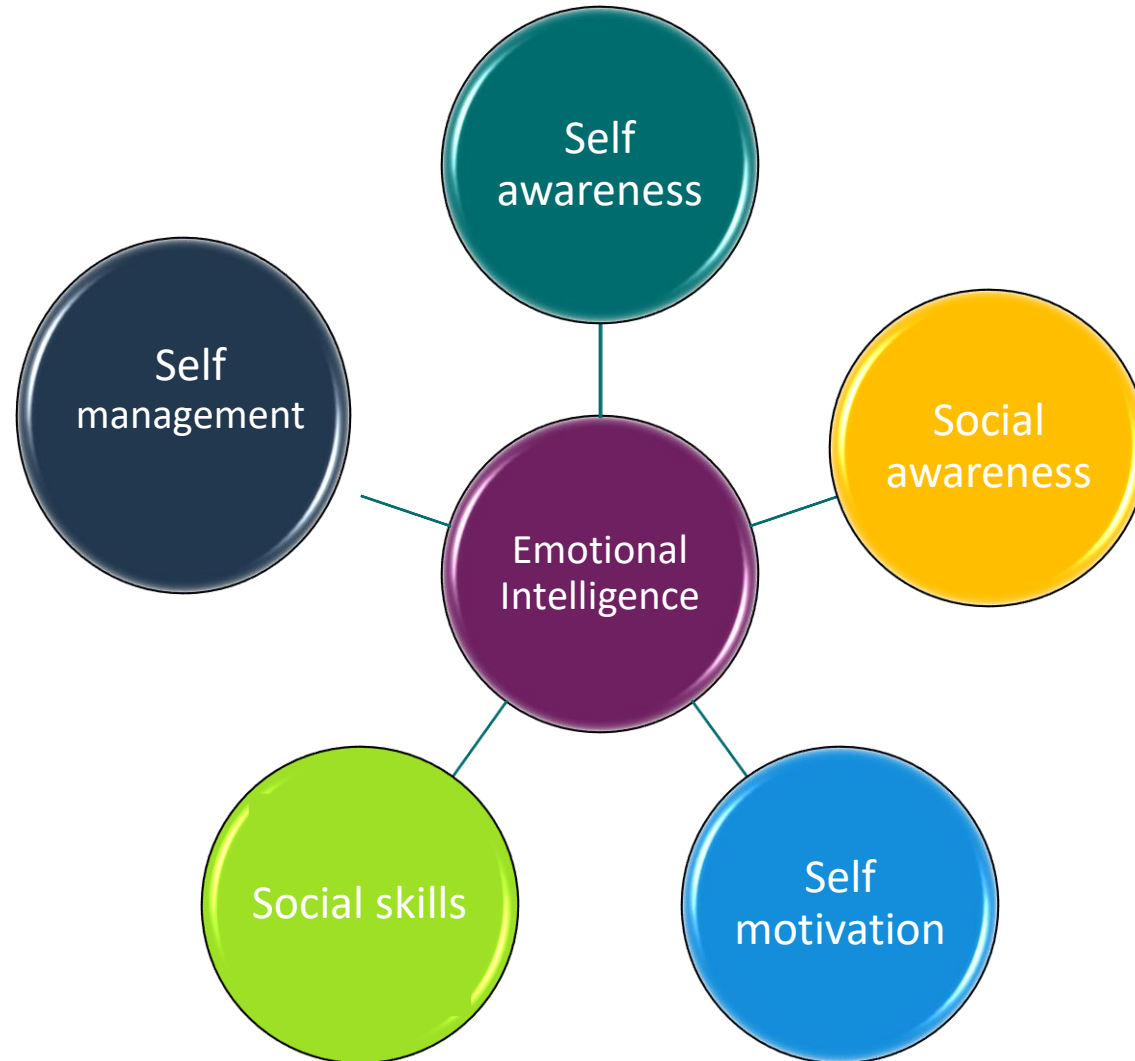 Self
awareness
Self
management
Social
awareness
Emotional
Intelligence
Social skills
Self
motivation